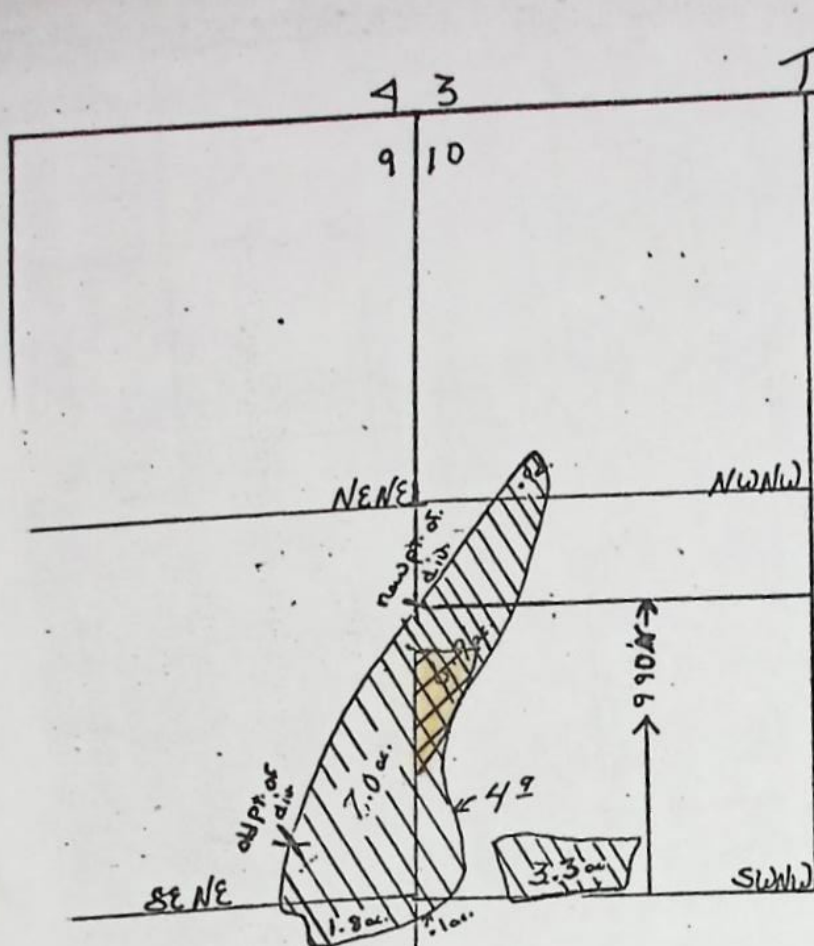 4 3 T
9 10
NENE NWNW
.2
new pt. of
div.
990'
old pt. of
div.
7.0 ac.
4 9
3.3 ac
SENE SWNW
1.8 ac. .1 ac.